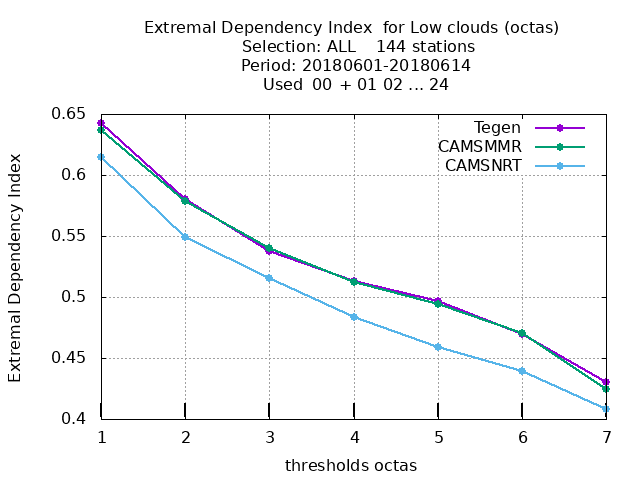 Extremal Dependency Index  for Low clouds (octas)
Selection: ALL    144 stations
Period: 20180601-20180614
Used  00 + 01 02 ... 24
Extremal Dependency Index
0.65
0.6
0.55
0.5
0.45
0.4
Tegen
CAMSMMR
CAMSNRT
1 2 3 4 5 6 7
thresholds octas